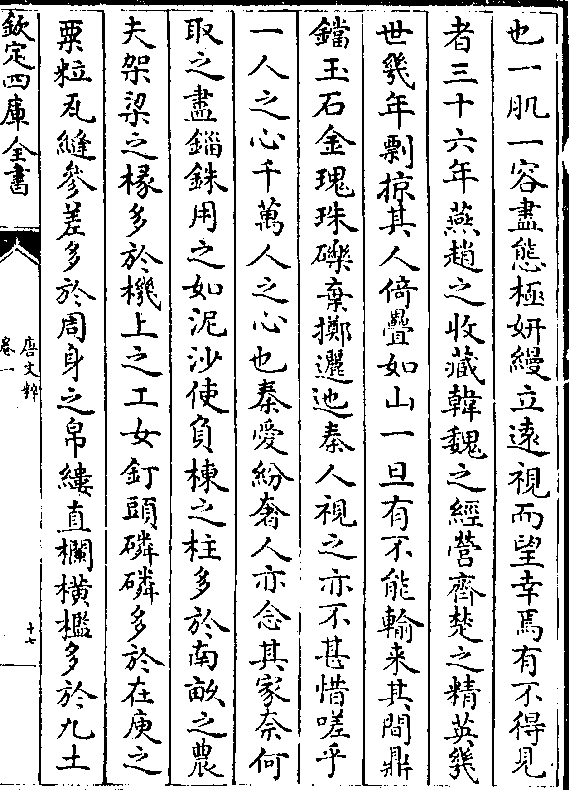 也一肌一容盡態極妍縵立遠視而望幸焉有不得見
者三十六年燕趙之收藏韓魏之經營齊楚之精英幾
世幾年剽掠其人倚疊如山一旦有不能輸来其間鼎
鐺玉石金瑰珠礫棄擲邐迤秦人視之亦不甚惜嗟乎
一人之心千萬人之心也秦愛紛奢人亦念其家奈何
取之盡錙銖用之如泥沙使負棟之柱多於南畝之農
夫架梁之椽多於機上之工女釘頭磷磷多於在庾之
粟粒瓦縫參差多於周身之帛縷直欄橫檻多於九土
欽定四庫全書
唐文粹
卷一
十七